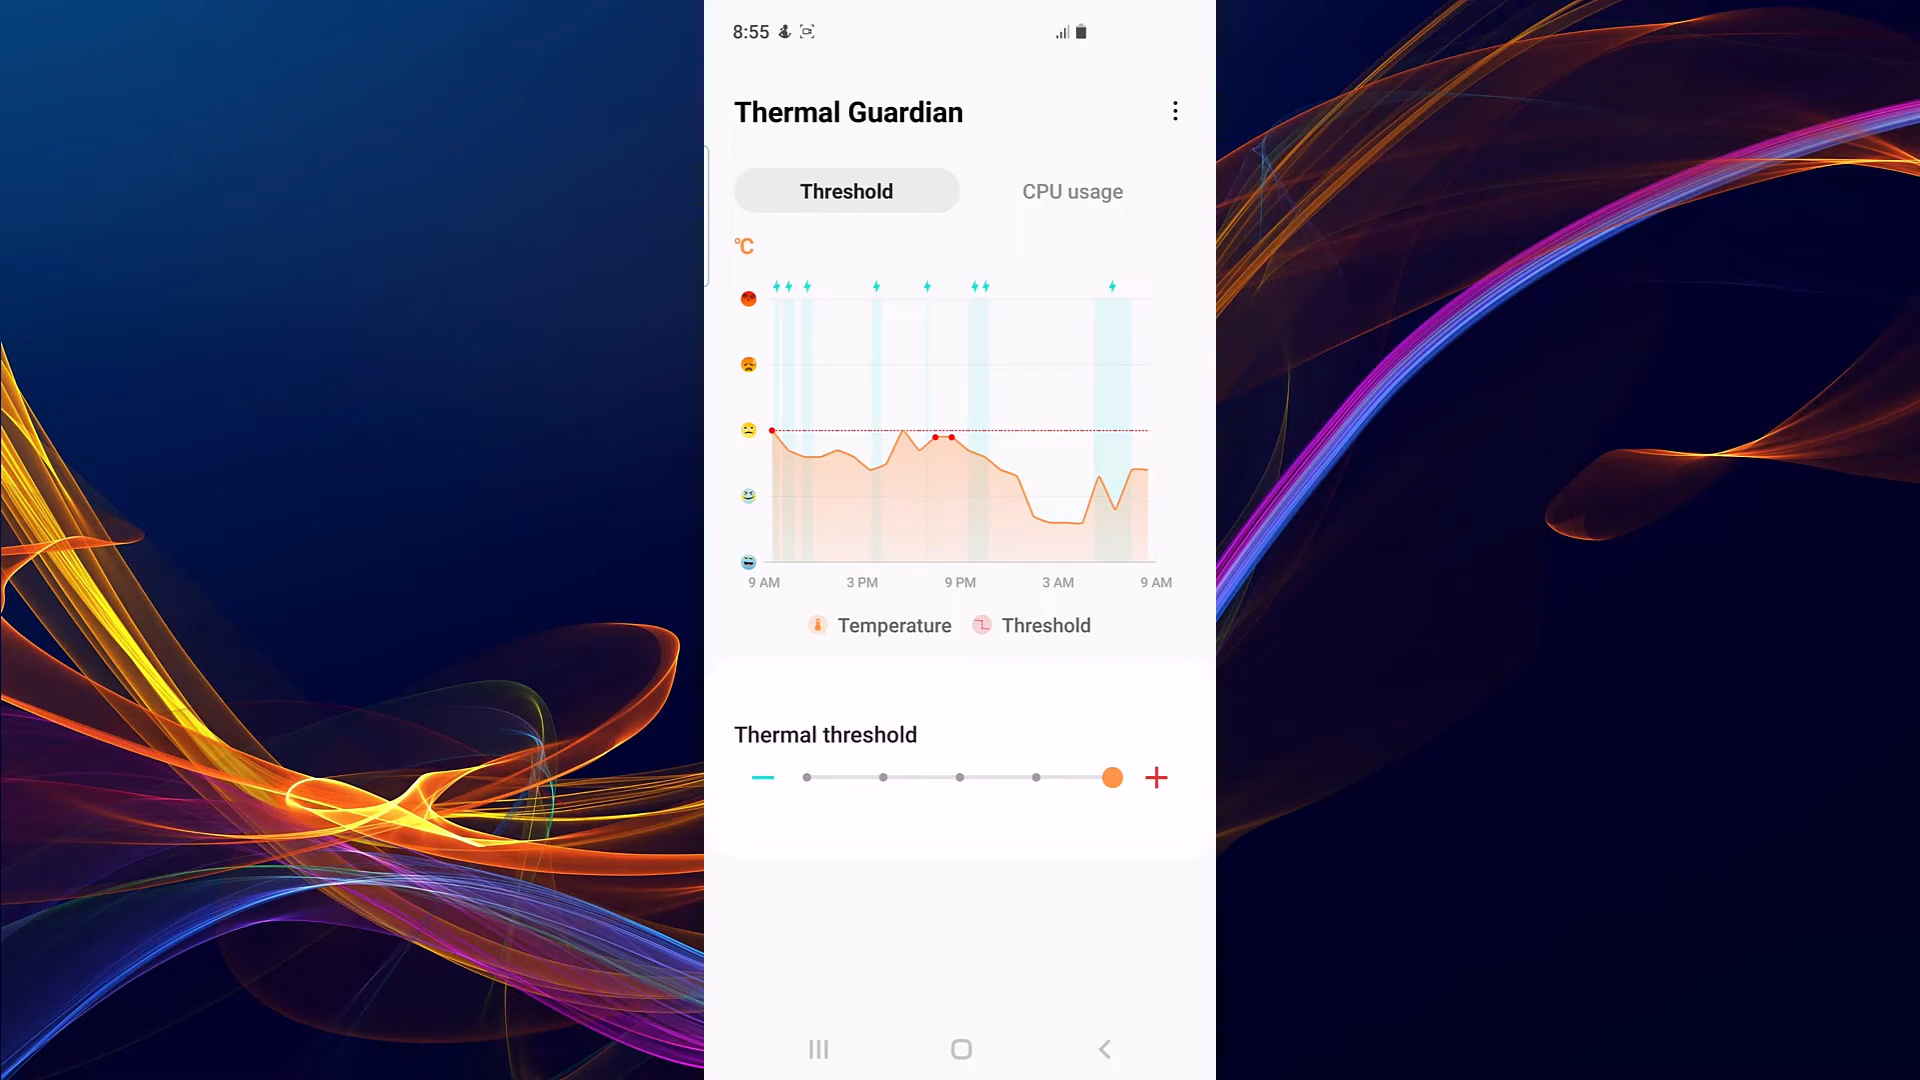 8:55
Thermal Guardian
Threshold
CPU usage
℃
9 AM 3 PM 9 PM 3 AM 9 AM
Temperature Threshold
Thermal threshold